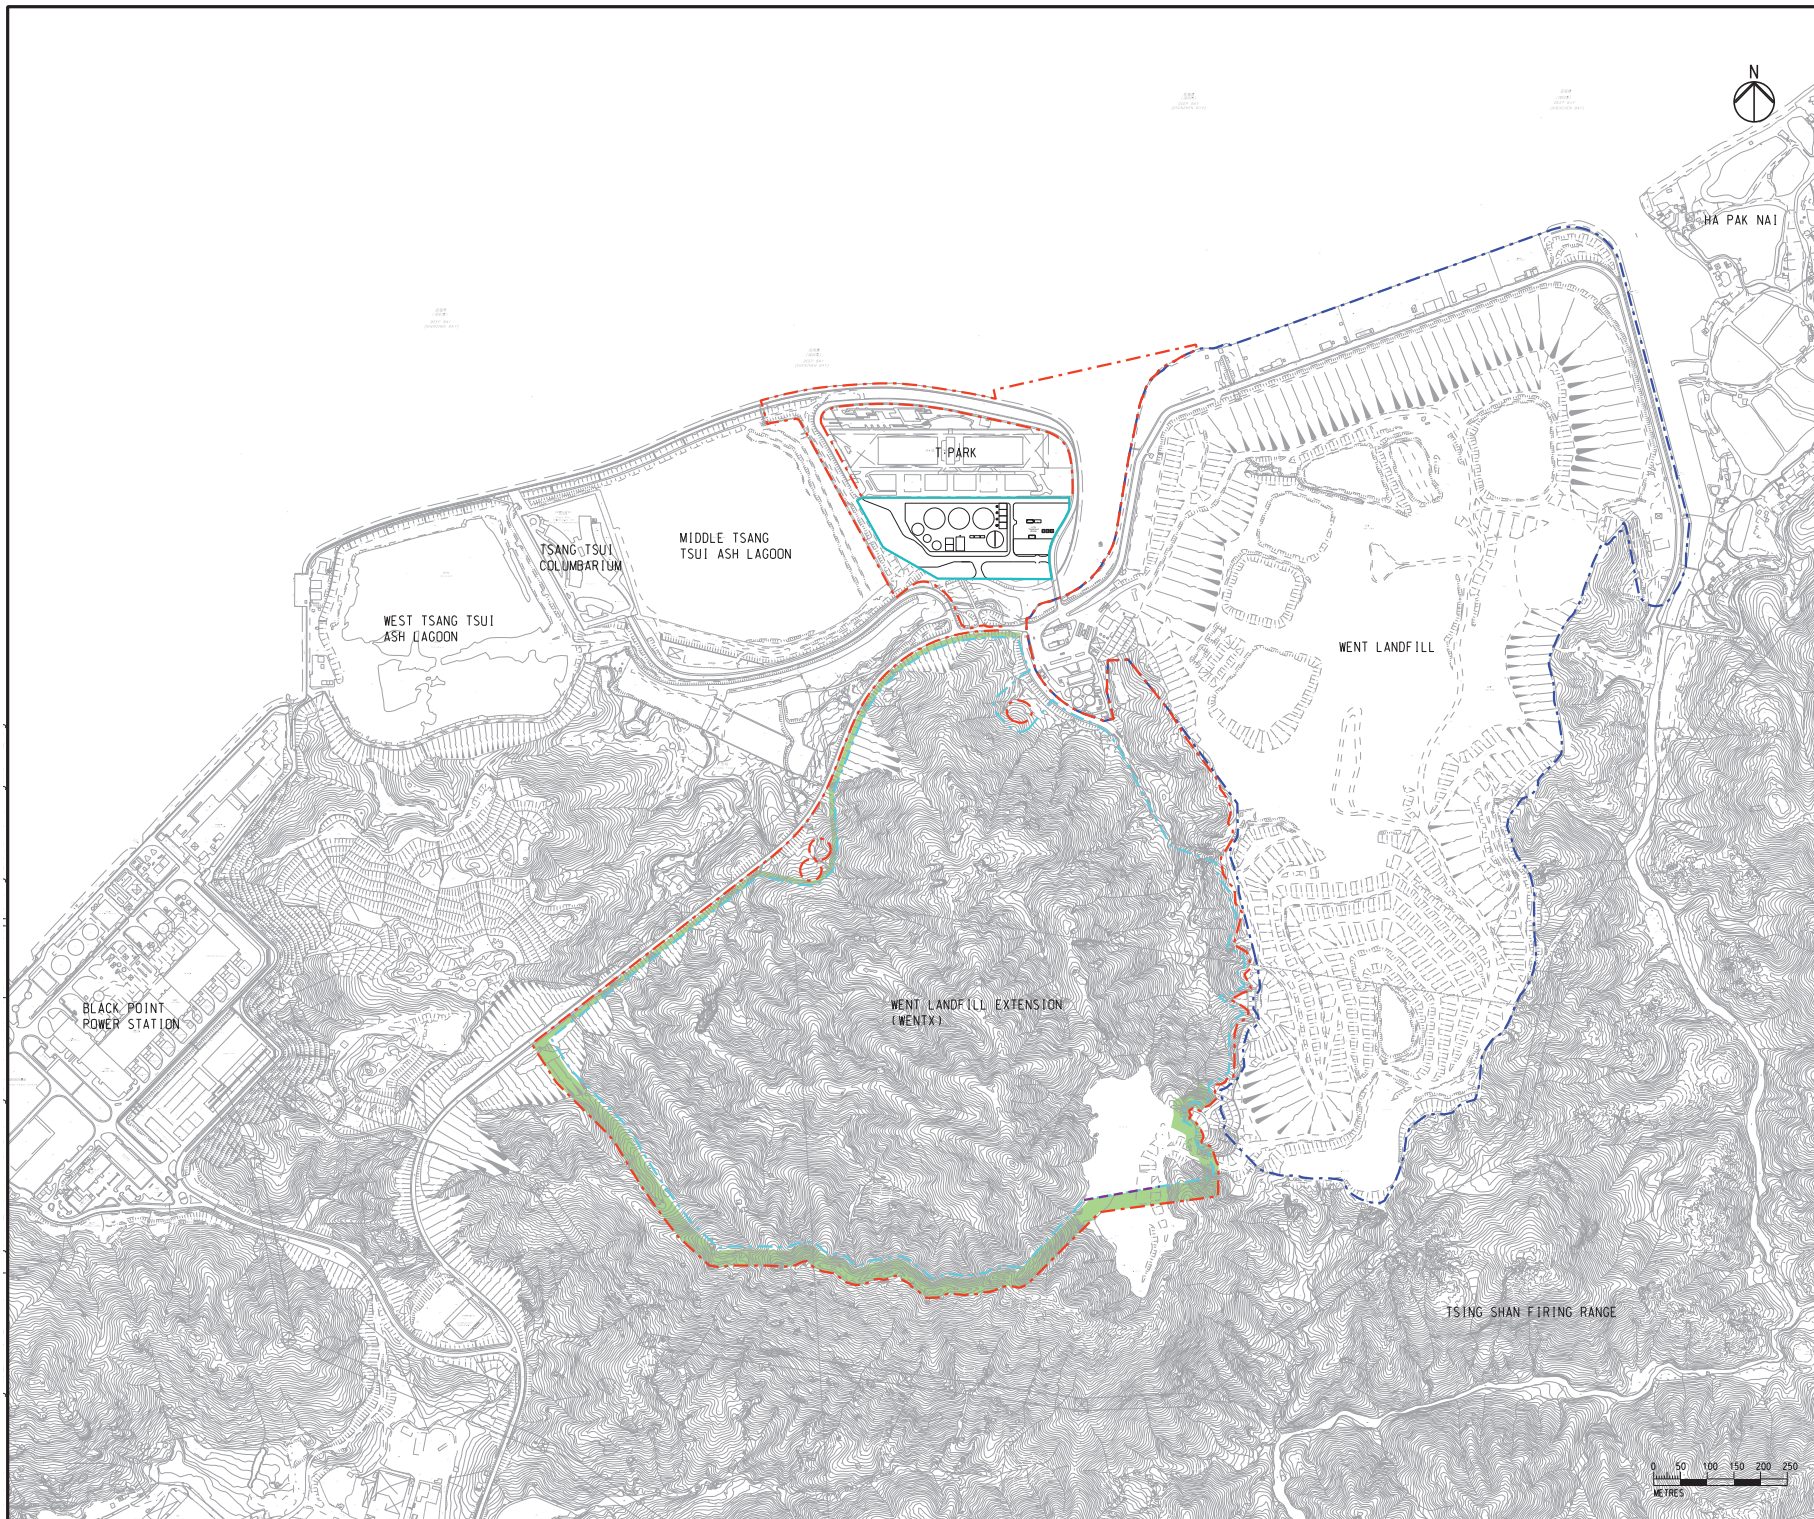 N
HA PAK NAI
T-PARK
MIDDLE TSANG
TSUI ASH LAGOON
TSANG TSUI
COLUMBARIUM
WEST TSANG TSUI
ASH LAGOON
WENT LANDFILL
WENT LANDFILL EXTENSION
(WENTX)
BLACK POINT
POWER STATION
TSING SHAN FIRING RANGE
0 50 100 150 200 250
METRES